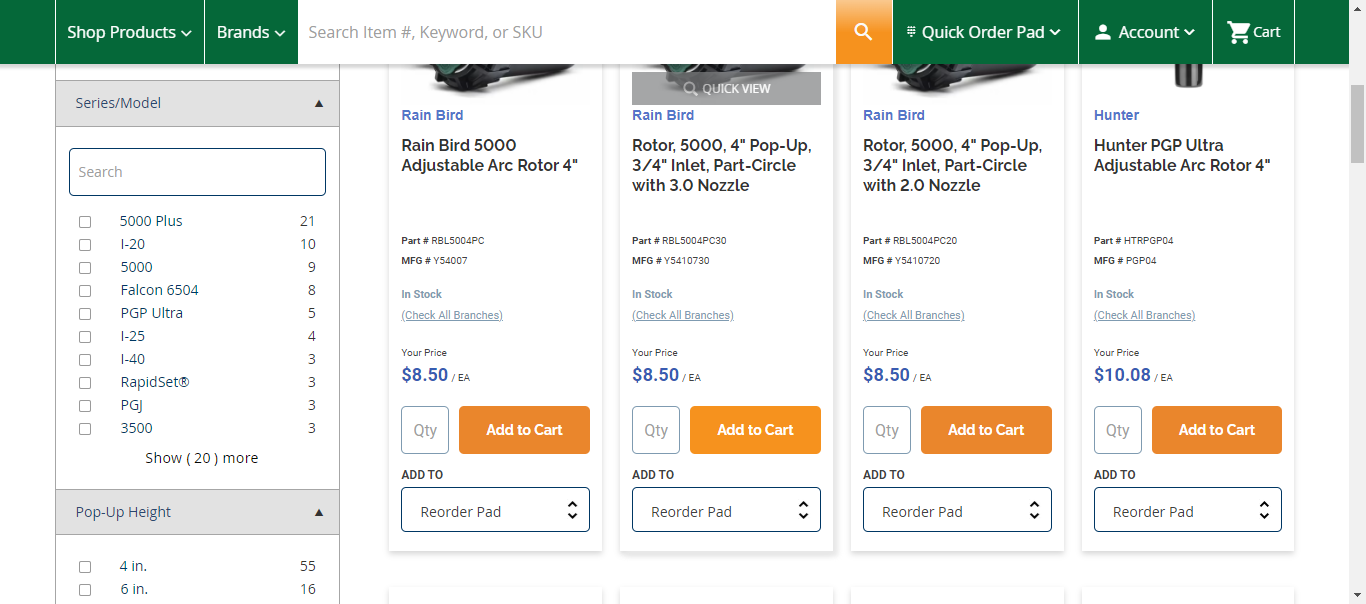 Shop Products
Brands
Search Item #, Keyword, or SKU
Quick Order Pad
Account
Cart
Series/Model
Search
5000 Plus 21
I-20 10
5000 9
Falcon 6504 8
PGP Ultra 5
I-25 4
I-40 3
RapidSet® 3
PGJ 3
3500 3
Show ( 20 ) more
Pop-Up Height
4 in. 55
6 in. 16
Rain Bird
Rain Bird 5000
Adjustable Arc Rotor 4"
Part # RBL5004PC
MFG # Y54007
In Stock
(Check All Branches)
Your Price
$8.50 / EA
Qty
Add to Cart
ADD TO
Reorder Pad
QUICK VIEW
Rain Bird
Rotor, 5000, 4" Pop-Up,
3/4" Inlet, Part-Circle
with 3.0 Nozzle
Part # RBL5004PC30
MFG # Y5410730
In Stock
(Check All Branches)
Your Price
$8.50 / EA
Qty
Add to Cart
ADD TO
Reorder Pad
Rain Bird
Rotor, 5000, 4" Pop-Up,
3/4" Inlet, Part-Circle
with 2.0 Nozzle
Part # RBL5004PC20
MFG # Y5410720
In Stock
(Check All Branches)
Your Price
$8.50 / EA
Qty
Add to Cart
ADD TO
Reorder Pad
Hunter
Hunter PGP Ultra
Adjustable Arc Rotor 4"
Part # HTRPGP04
MFG # PGP04
In Stock
(Check All Branches)
Your Price
$10.08 / EA
Qty
Add to Cart
ADD TO
Reorder Pad